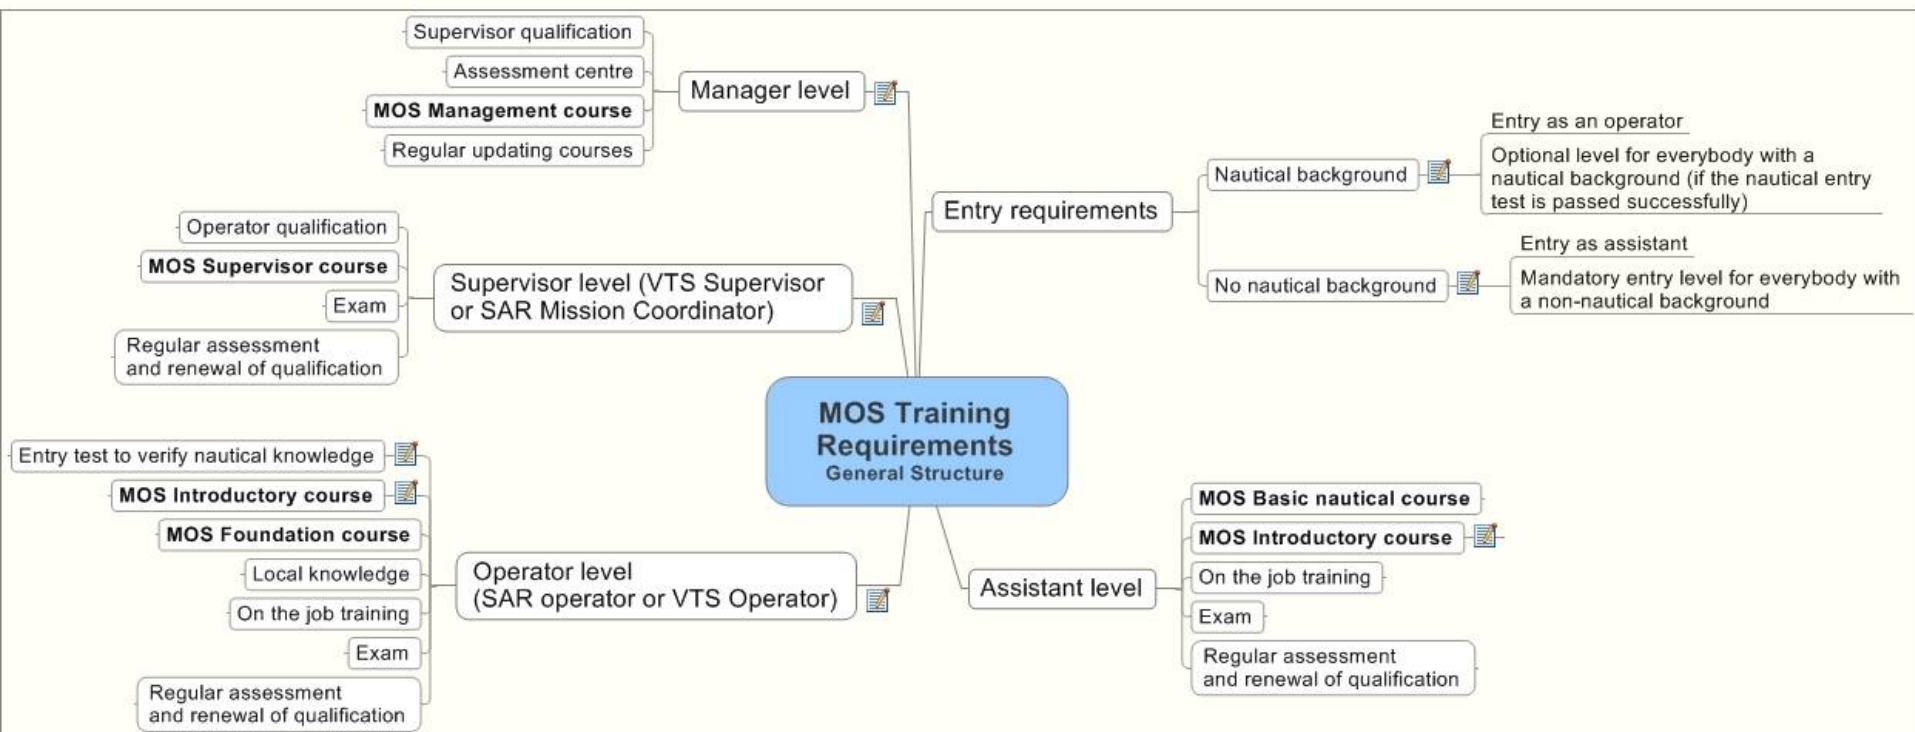 Supervisor qualification
Assessment centre
MOS Management course
Regular updating courses
Manager level
Operator qualification
MOS Supervisor course
Exam
Regular assessment
and renewal of qualification
Supervisor level (VTS Supervisor
or SAR Mission Coordinator)
Entry test to verify nautical knowledge
MOS Introductory course
MOS Foundation course
Local knowledge
On the job training
Exam
Regular assessment
and renewal of qualification
Operator level
(SAR operator or VTS Operator)
MOS Training
Requirements
General Structure
Entry requirements
Nautical background
Entry as an operator
Optional level for everybody with a
nautical background (if the nautical entry
test is passed successfully)
No nautical background
Entry as assistant
Mandatory entry level for everybody with
a non-nautical background
Assistant level
MOS Basic nautical course
MOS Introductory course
On the job training
Exam
Regular assessment
and renewal of qualification